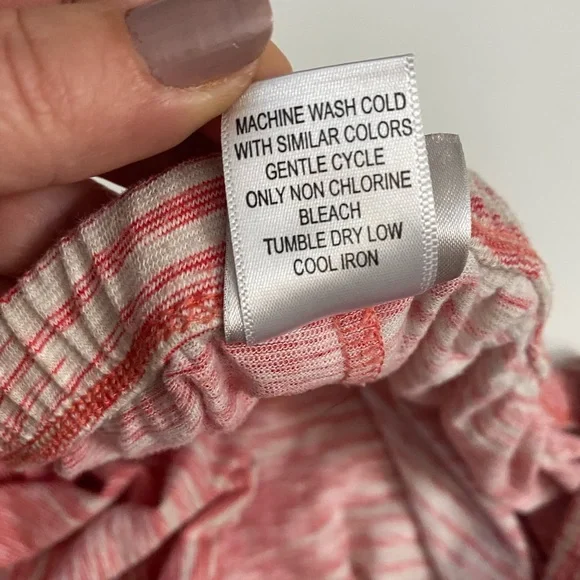 MACHINE WASH COLD
WITH SIMILAR COLORS
GENTLE CYCLE
ONLY NON CHLORINE
BLEACH
TUMBLE DRY LOW
COOL IRON